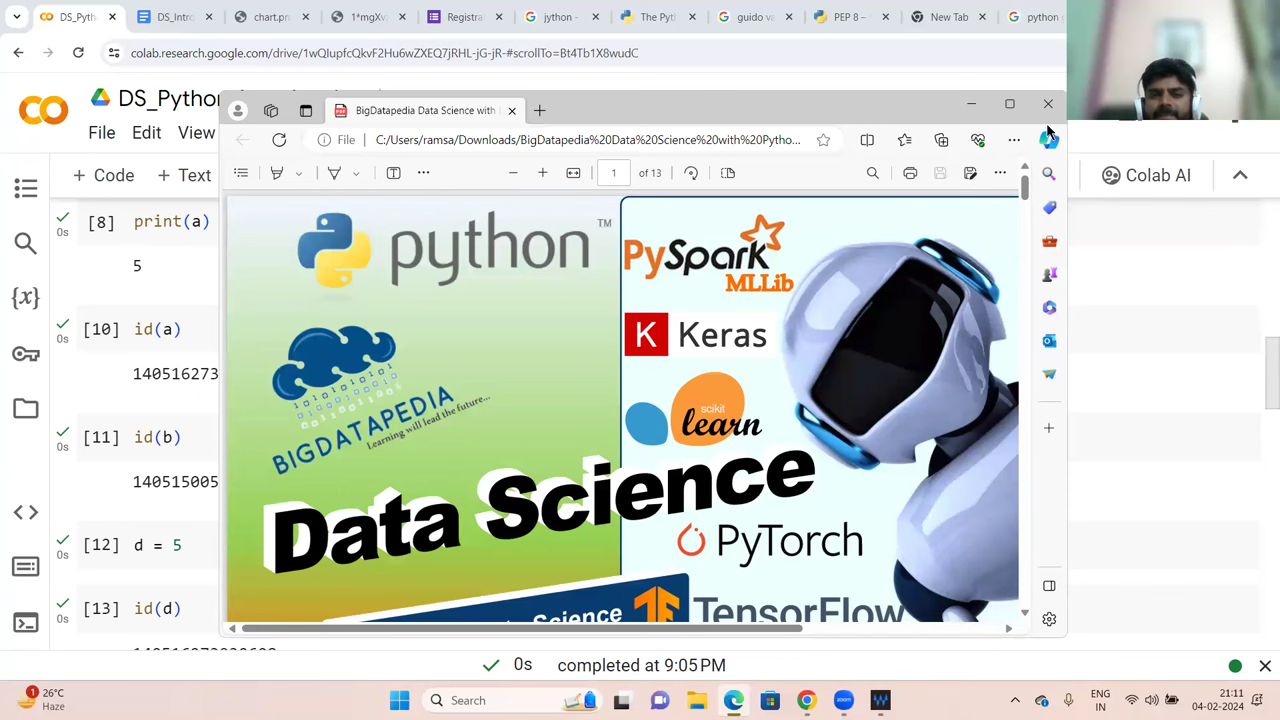 DS_Pyth
DS_Intr
chart.pn
1*mgXv
Registra
jython -
The Pyt
guido va
PEP 8 –
New Tab
python
colab.research.google.com/drive/1wQIupfcQkvF2Hu6wZXEQ7jRHL-jG-jR-#scrollTo=Bt4Tb1X8wudC
CO
DS_Python
File Edit View
+ Code + Text
Colab AI
BigDatapedia Data Science with
File C:/Users/ramsa/Downloads/BigDatapedia%20Data%20Science%20with%20Pytho...
1 of 13
[8] print(a)
0s
5
[10] id(a)
0s
140516273
[11] id(b)
0s
140515005
[12] d = 5
0s
[13] id(d)
0s
python TM
PySpark
MLLib
K Keras
scikit
learn
BIGDATAPEDIA
Learning will lead the future...
Data Science
PyTorch
Science
TensorFlow
0s completed at 9:05 PM
1
26°C
Haze
Search
ENG
IN
21:11
04-02-2024